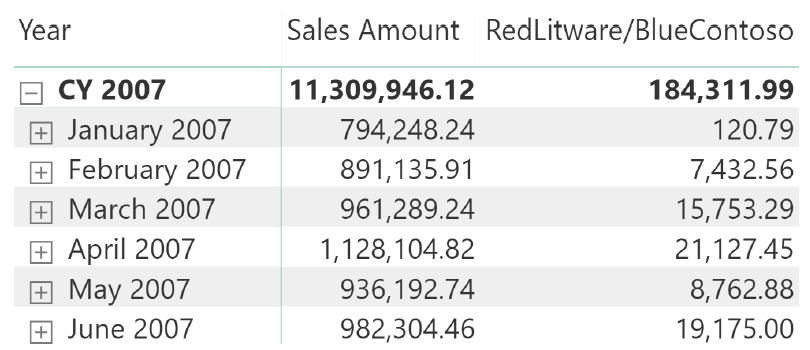 Year Sales Amount RedLitware/BlueContoso
CY 2007 11,309,946.12 184,311.99
January 2007 794,248.24 120.79
February 2007 891,135.91 7,432.56
March 2007 961,289.24 15,753.29
April 2007 1,128,104.82 21,127.45
May 2007 936,192.74 8,762.88
June 2007 982,304.46 19,175.00